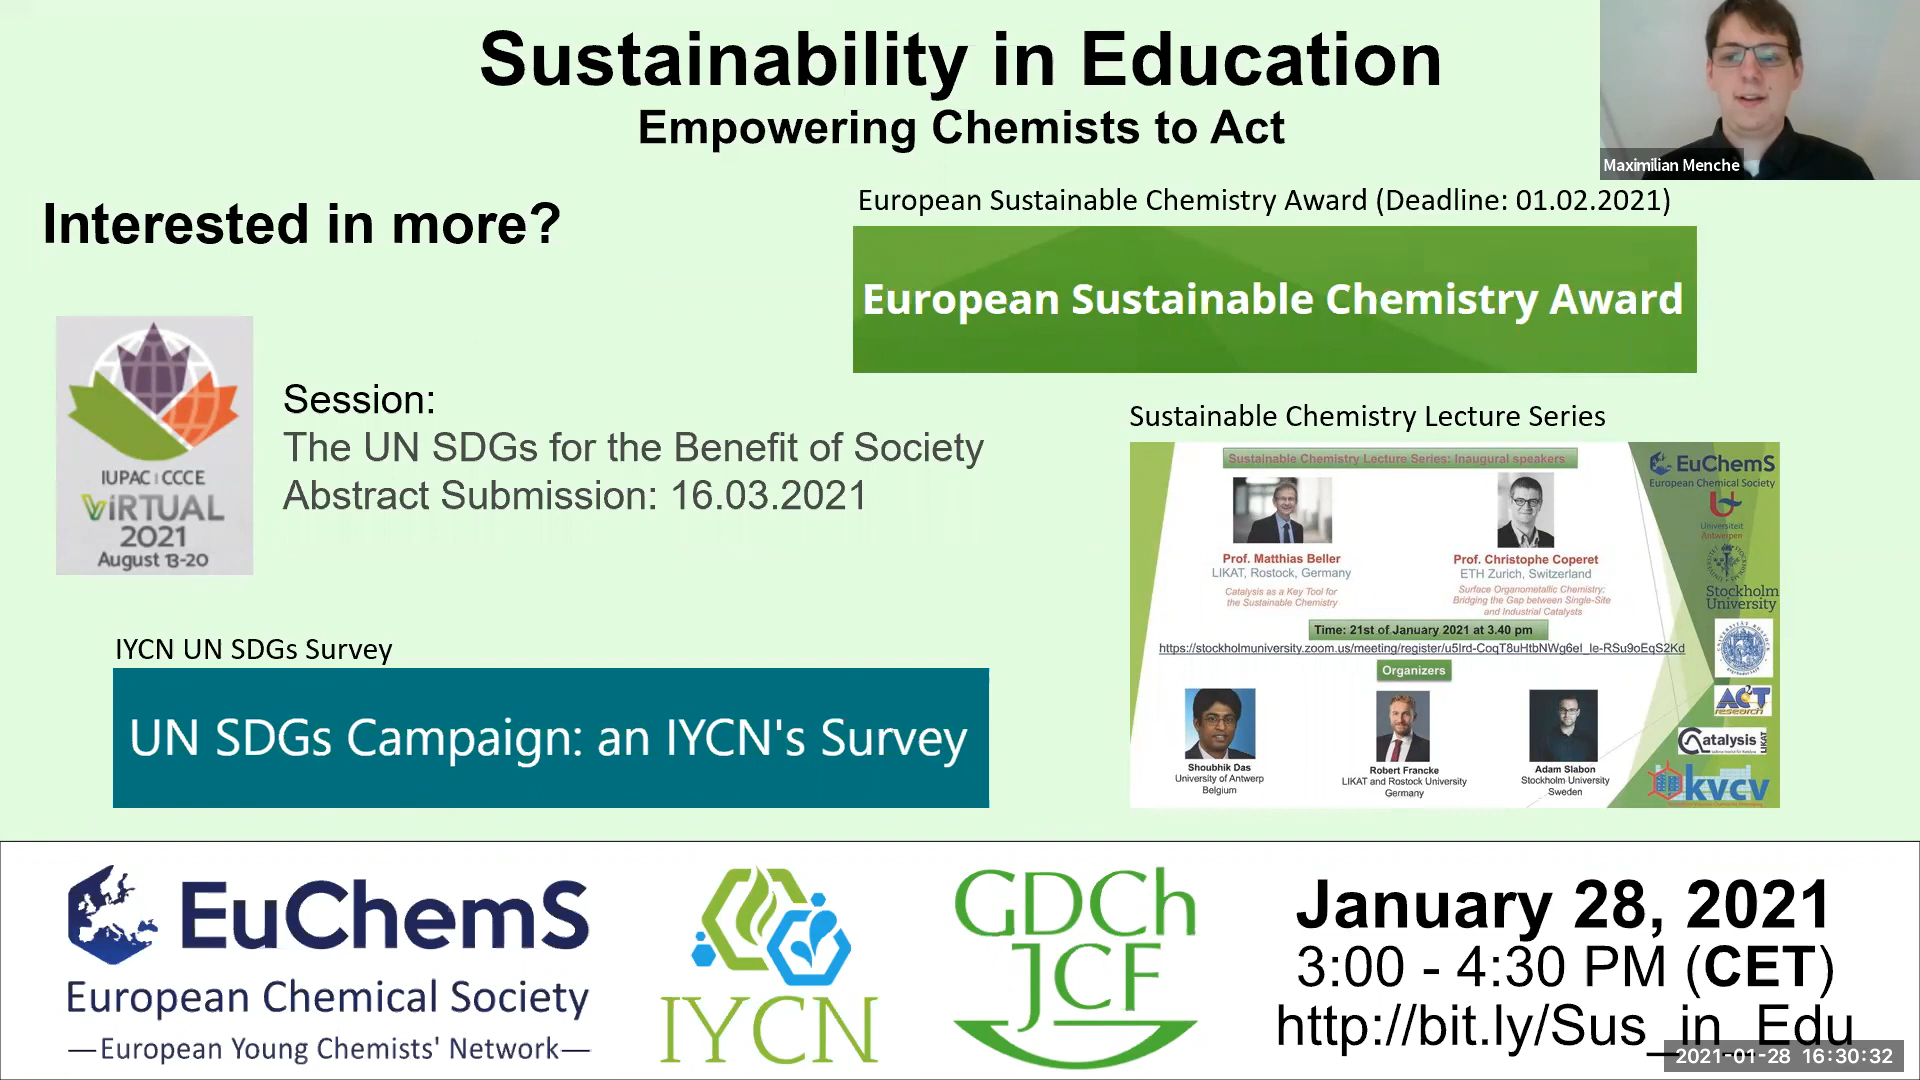 Sustainability in Education
Empowering Chemists to Act
Maximilian Menche
Interested in more?
European Sustainable Chemistry Award (Deadline: 01.02.2021)
European Sustainable Chemistry Award
IUPAC | CCCE
ViRTUAL
2021
August 13-20
Session:
The UN SDGs for the Benefit of Society
Abstract Submission: 16.03.2021
Sustainable Chemistry Lecture Series
Sustainable Chemistry Lecture Series: Inaugural speakers
Prof. Matthias Beller
LIKAT, Rostock, Germany
Catalysis as a Key Tool for
the Sustainable Chemistry
Prof. Christophe Coperet
ETH Zurich, Switzerland
Surface Organometallic Chemistry:
Bridging the Gap between Single-Site
and Industrial Catalysts
Time: 21st of January 2021 at 3.40 pm
https://stockholmuniversity.zoom.us/meeting/register/u5Ird-CoqT8uHtbNWg6eI_Ie-RSu9oEqS2Kd
Organizers
Shoubhik Das
University of Antwerp
Belgium
Robert Francke
LIKAT and Rostock University
Germany
Adam Slabon
Stockholm University
Sweden
EuChemS
European Chemical Society
Universiteit
Antwerpen
Stockholm
University
AC2T
research
Catalysis
LIKAT
kvcv
IYCN UN SDGs Survey
UN SDGs Campaign: an IYCN's Survey
EuChemS
European Chemical Society
—European Young Chemists' Network—
IYCN
GDCh
JCF
January 28, 2021
3:00 - 4:30 PM (CET)
http://bit.ly/Sus_in_Edu
2021-01-28 16:30:32